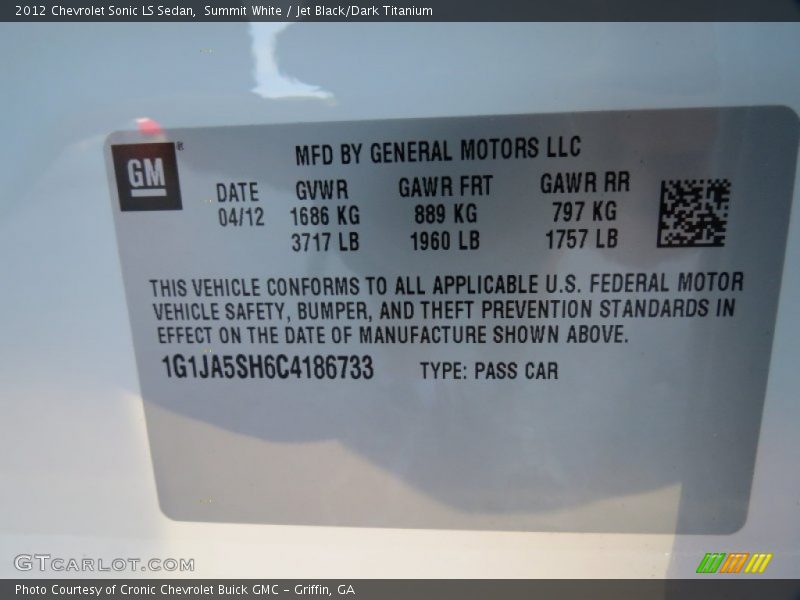 2012 Chevrolet Sonic LS Sedan, Summit White / Jet Black/Dark Titanium
GM
MFD BY GENERAL MOTORS LLC
DATE GVWR GAWR FRT GAWR RR
04/12 1686 KG 889 KG 797 KG
3717 LB 1960 LB 1757 LB
THIS VEHICLE CONFORMS TO ALL APPLICABLE U.S. FEDERAL MOTOR
VEHICLE SAFETY, BUMPER, AND THEFT PREVENTION STANDARDS IN
EFFECT ON THE DATE OF MANUFACTURE SHOWN ABOVE.
1G1JA5SH6C4186733 TYPE: PASS CAR
GTCARLOT.COM
Photo Courtesy of Cronic Chevrolet Buick GMC – Griffin, GA